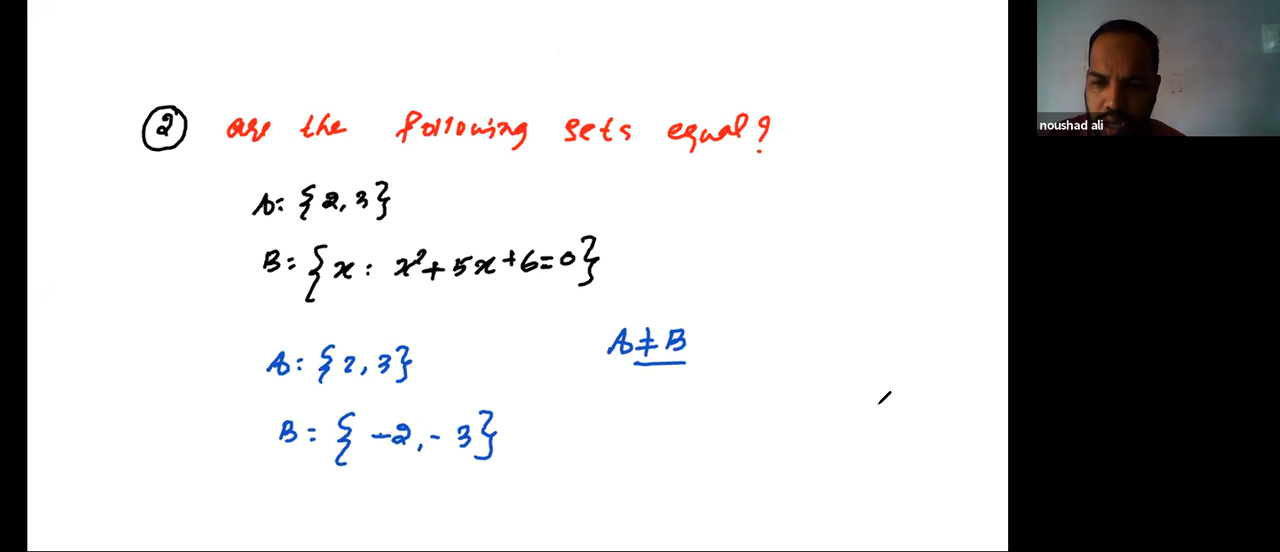 ② are the following sets equal?
A = {2, 3}
B = {x : x²+5x+6=0}
A = {2, 3}
A ≠ B
B = {-2, -3}
noushad ali